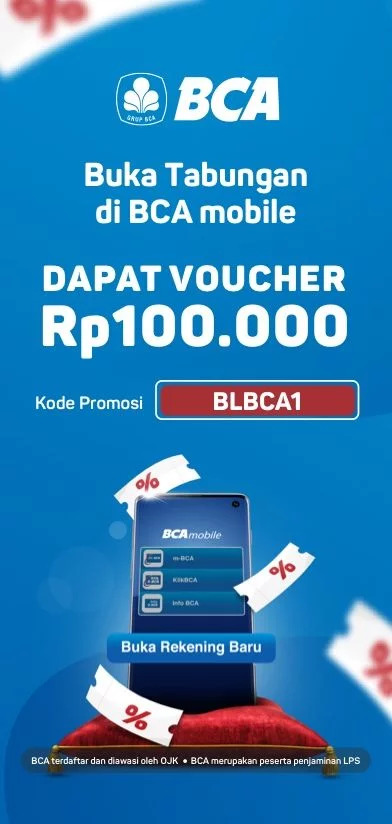 GRUP BCA
BCA
Buka Tabungan
di BCA mobile
DAPAT VOUCHER
Rp100.000
Kode Promosi
BLBCA1
%
%
BCA mobile
m-BCA
KlikBCA
Info BCA
Buka Rekening Baru
%
%
%
BCA terdaftar dan diawasi oleh OJK • BCA merupakan peserta penjaminan LPS